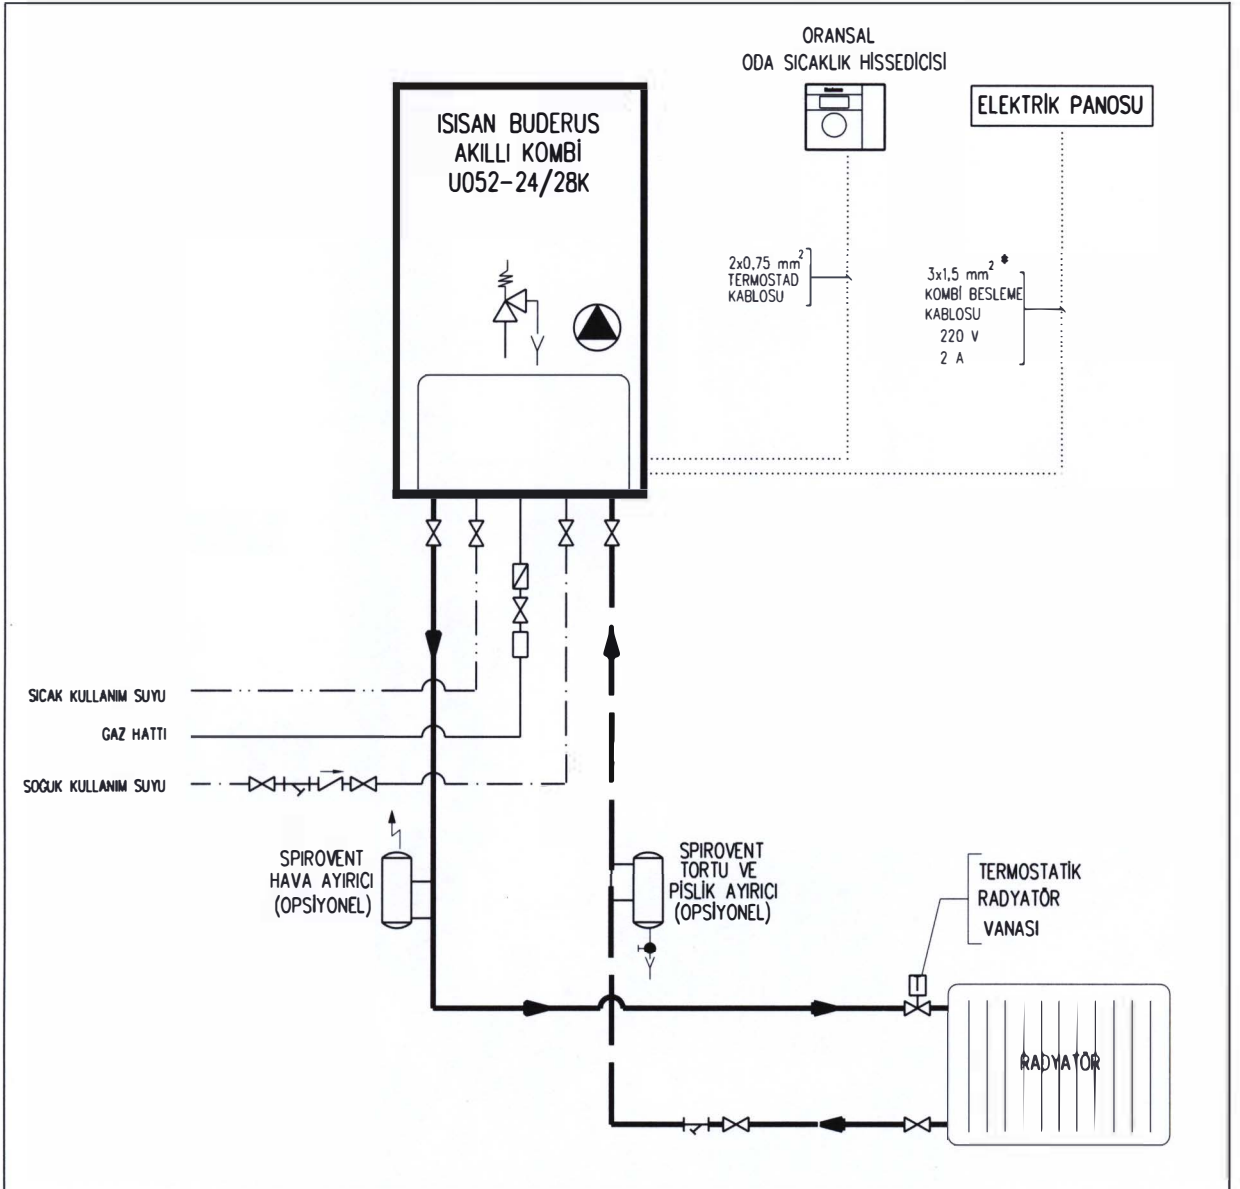 ORANSAL
ODA SICAKLIK HİSSEDİCİSİ
ELEKTRİK PANOSU
ISISAN BUDERUS
AKILLI KOMBİ
U052-24/28K
2x0,75 mm²
TERMOSTAD
KABLOSU
3x1,5 mm² *
KOMBİ BESLEME
KABLOSU
220 V
2 A
SICAK KULLANIM SUYU
GAZ HATTI
SOĞUK KULLANIM SUYU
SPIROVENT
HAVA AYIRICI
(OPSİYONEL)
SPIROVENT
TORTU VE
PİSLİK AYIRICI
(OPSİYONEL)
TERMOSTATİK
RADYATÖR
VANASI
RADYATÖR